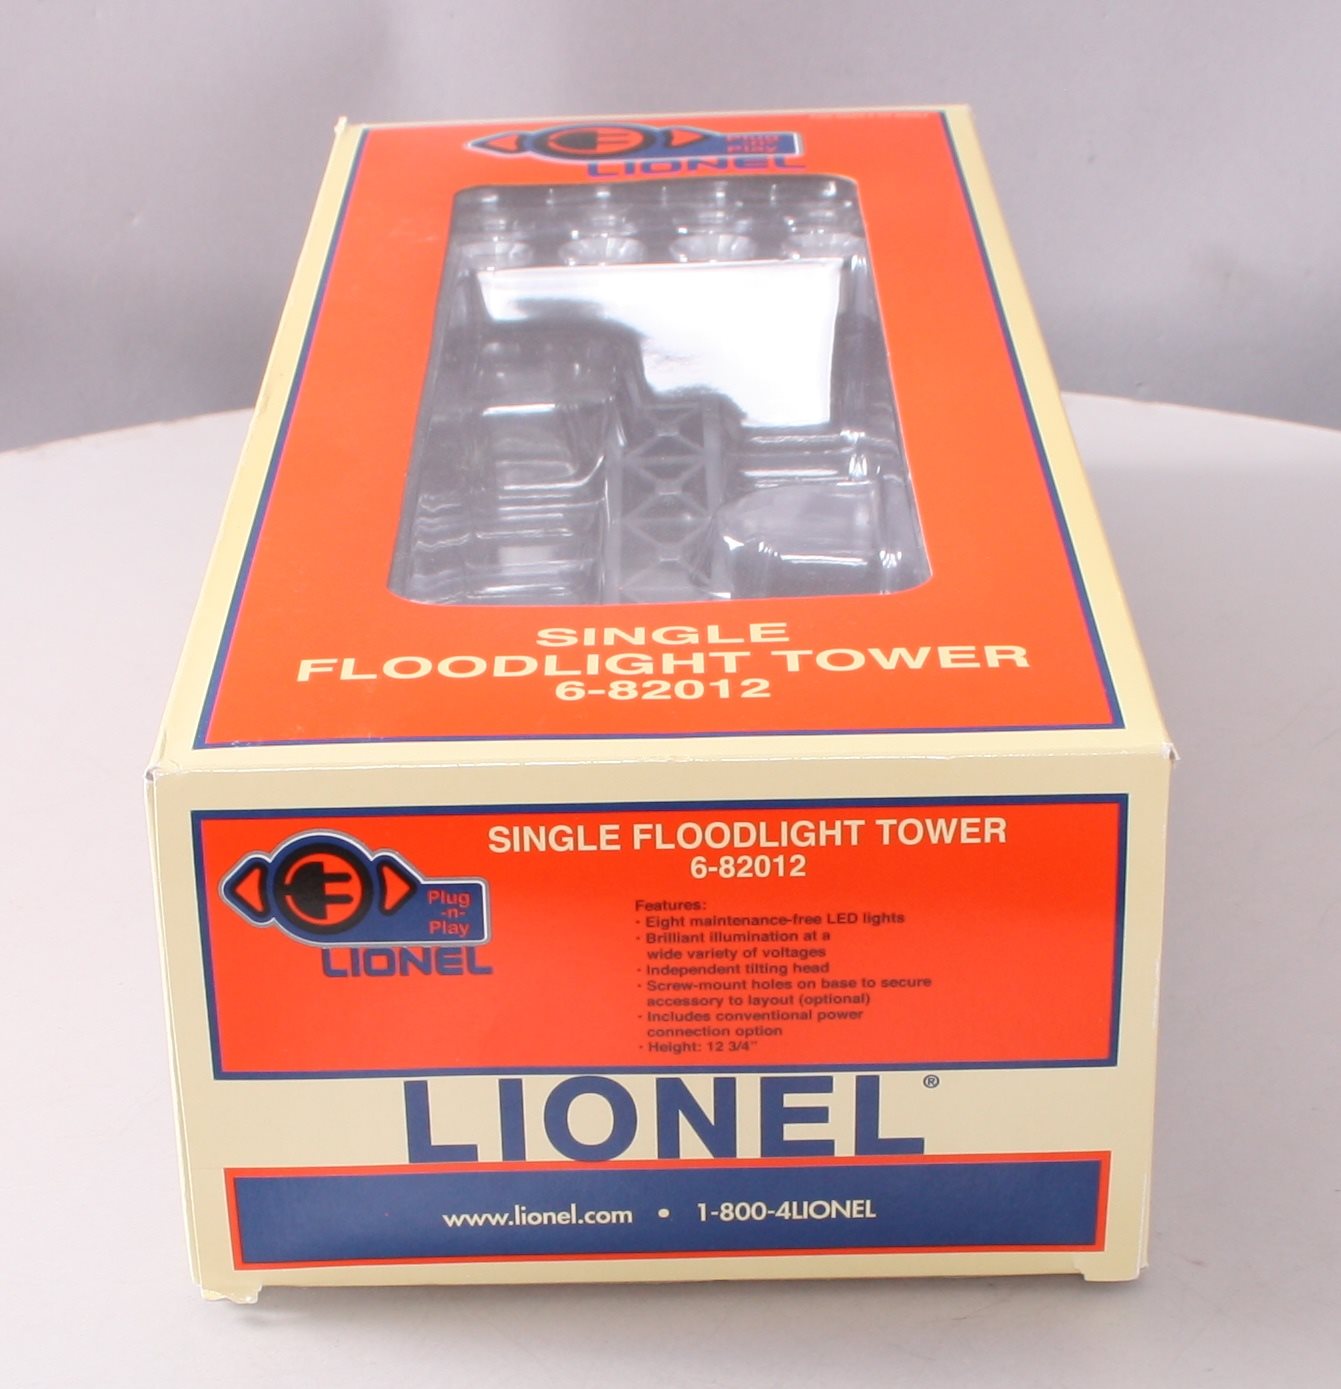 Plug
-n-
Play
LIONEL
SINGLE
FLOODLIGHT TOWER
6-82012
SINGLE FLOODLIGHT TOWER
6-82012
Plug
-n-
Play
LIONEL
Features:
· Eight maintenance-free LED lights
· Brilliant illumination at a
wide variety of voltages
· Independent tilting head
· Screw-mount holes on base to secure
accessory to layout (optional)
· Includes conventional power
connection option
· Height: 12 3/4"
LIONEL®
www.lionel.com • 1-800-4LIONEL